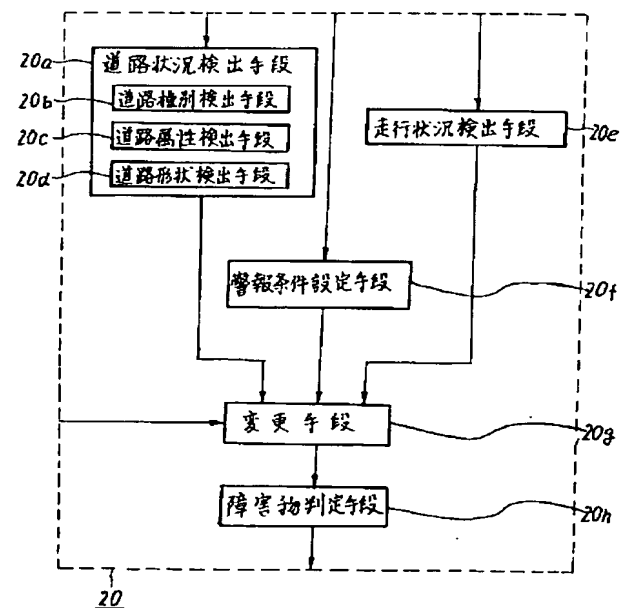 20a
道路状況検出手段
20b
道路種別検出手段
20c
道路属性検出手段
20d
道路形状検出手段
走行状況検出手段
20e
警報条件設定手段
20f
変更手段
20g
障害物判定手段
20h
20